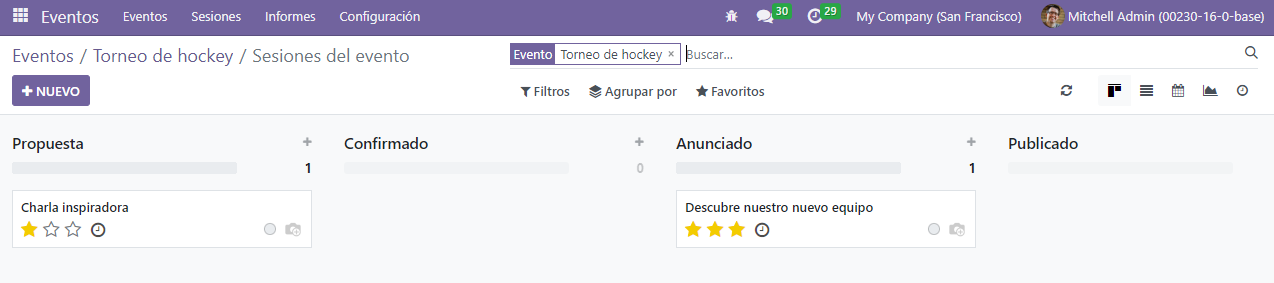 Eventos Eventos Sesiones Informes Configuración 30 29 My Company (San Francisco) Mitchell Admin (00230-16-0-base)
Eventos / Torneo de hockey / Sesiones del evento Evento Torneo de hockey × Buscar...
+ NUEVO Filtros Agrupar por Favoritos
Propuesta + Confirmado + Anunciado + Publicado
1 0 1
Charla inspiradora Descubre nuestro nuevo equipo